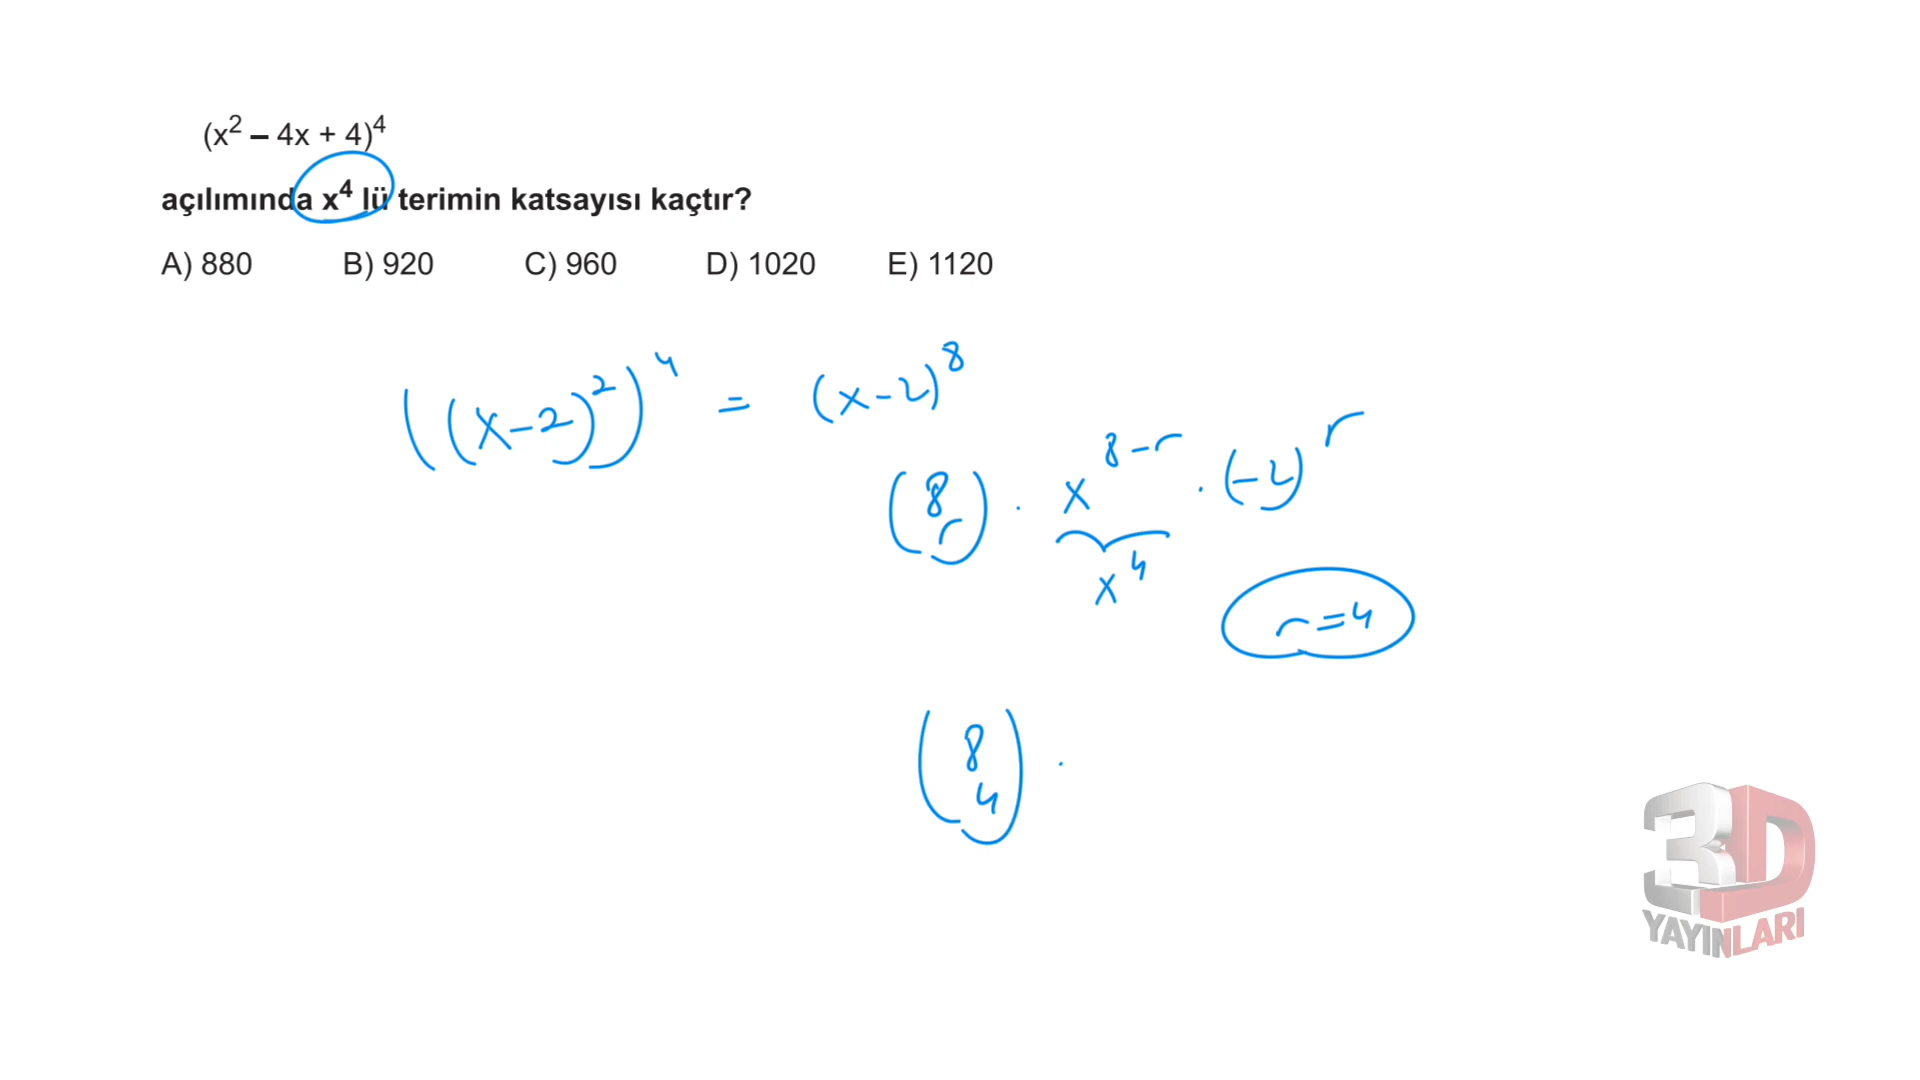 (x² – 4x + 4)⁴
açılımında x⁴ lü terimin katsayısı kaçtır?
A) 880 B) 920 C) 960 D) 1020 E) 1120
((x-2)²)⁴ = (x-2)⁸
(8 r) · x⁸⁻ʳ · (-2)ʳ
x⁴
r=4
(8 4) ·
3D
YAYINLARI